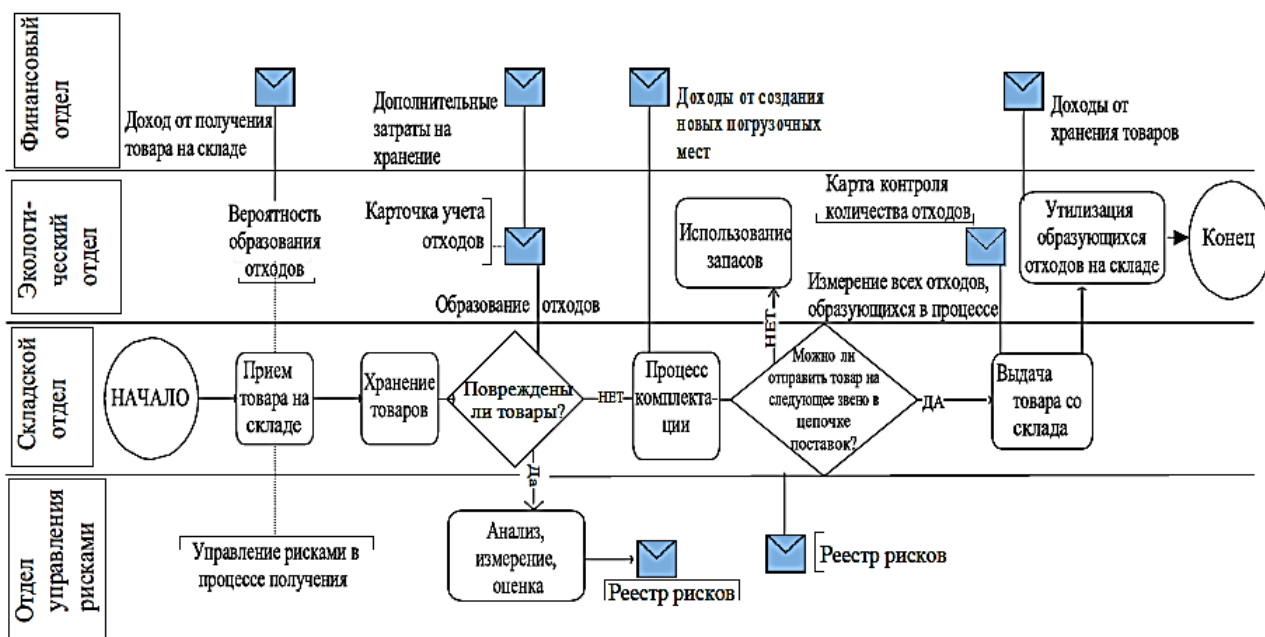 Финансовый
отдел
Доход от получения
товара на складе
Дополнительные
затраты на
хранение
Доходы от создания
новых погрузочных
мест
Доходы от
хранения товаров
Экологи-
ческий
отдел
Вероятность
образования
отходов
Карточка учета
отходов
Образование отходов
Использование
запасов
Карта контроля
количества отходов
Измерение всех отходов,
образующихся в процессе
Утилизация
образующихся
отходов на складе
Конец
Складской
отдел
НАЧАЛО
Прием
товара на
складе
Хранение
товаров
Повреждены
ли товары?
НЕТ
Процесс
комплекта-
ции
НЕТ
Можно ли
отправить товар на
следующее звено в
цепочке
поставок?
ДА
Выдача
товара со
склада
Да
Отдел
управления
рисками
Управление рисками в
процессе получения
Анализ,
измерение,
оценка
Реестр рисков
Реестр рисков